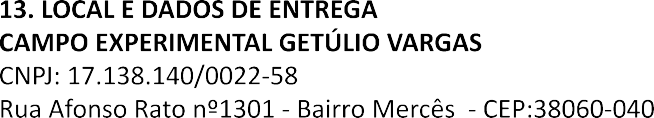 13. LOCAL E DADOS DE ENTREGA
CAMPO EXPERIMENTAL GETÚLIO VARGAS
CNPJ: 17.138.140/0022-58
Rua Afonso Rato nº1301 - Bairro Mercês  - CEP:38060-040